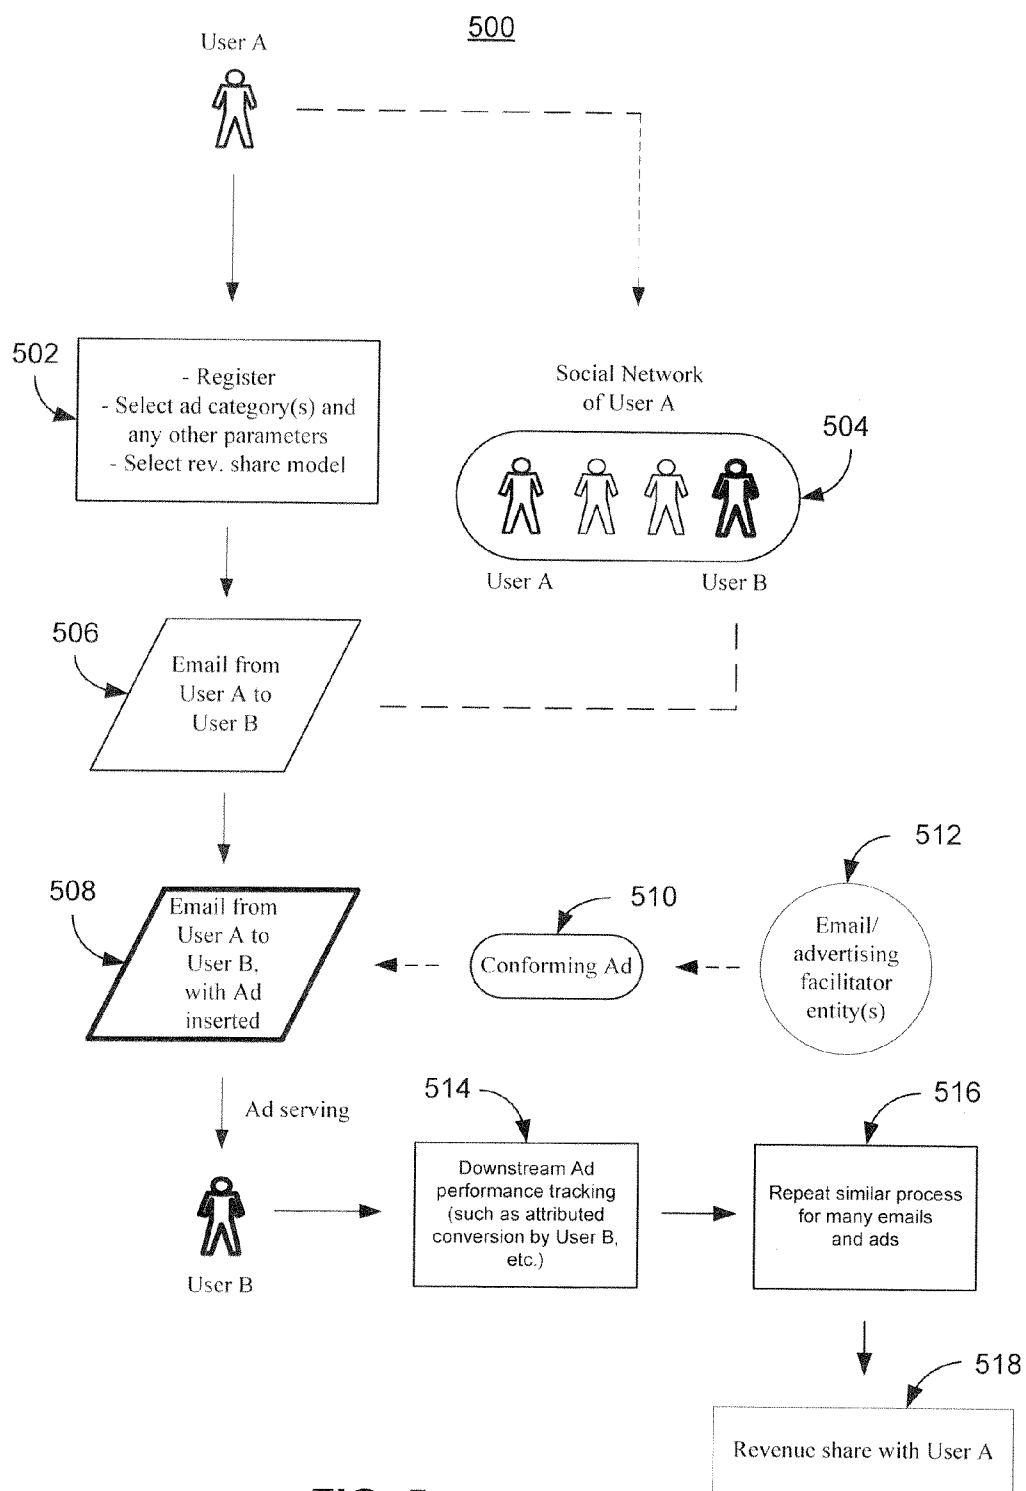 500
User A
502
- Register
- Select ad category(s) and
any other parameters
- Select rev. share model
Social Network
of User A
504
User A
User B
506
Email from
User A to
User B
508
Email from
User A to
User B,
with Ad
inserted
510
Conforming Ad
512
Email/
advertising
facilitator
entity(s)
Ad serving
User B
514
Downstream Ad
performance tracking
(such as attributed
conversion by User B,
etc.)
516
Repeat similar process
for many emails
and ads
518
Revenue share with User A